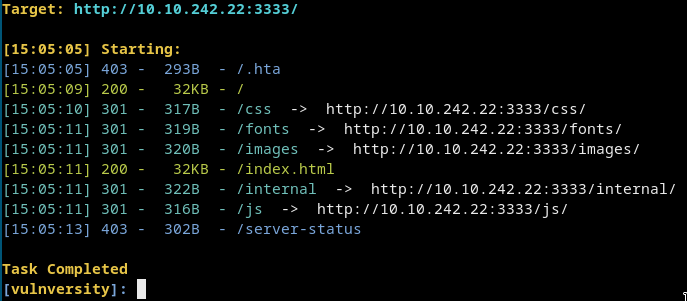 Target: http://10.10.242.22:3333/
[15:05:05] Starting:
[15:05:05] 403 -  293B  - /.hta
[15:05:09] 200 -   32KB - /
[15:05:10] 301 -  317B  - /css  ->  http://10.10.242.22:3333/css/
[15:05:11] 301 -  319B  - /fonts  ->  http://10.10.242.22:3333/fonts/
[15:05:11] 301 -  320B  - /images  ->  http://10.10.242.22:3333/images/
[15:05:11] 200 -   32KB - /index.html
[15:05:11] 301 -  322B  - /internal  ->  http://10.10.242.22:3333/internal/
[15:05:11] 301 -  316B  - /js  ->  http://10.10.242.22:3333/js/
[15:05:13] 403 -  302B  - /server-status
Task Completed
[vulnversity]: